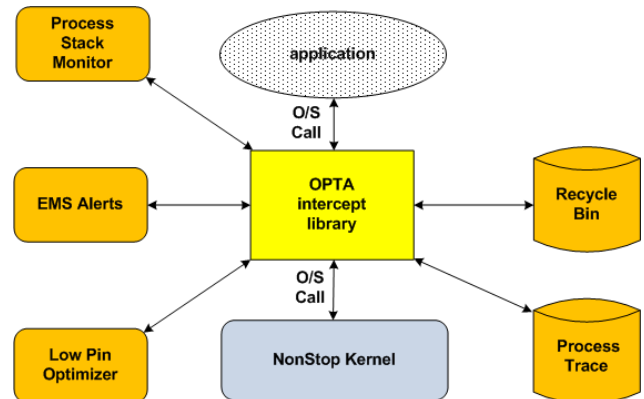 Process
Stack
Monitor
application
O/S
Call
EMS Alerts
OPTA
intercept
library
Recycle
Bin
O/S
Call
Low Pin
Optimizer
NonStop Kernel
Process
Trace